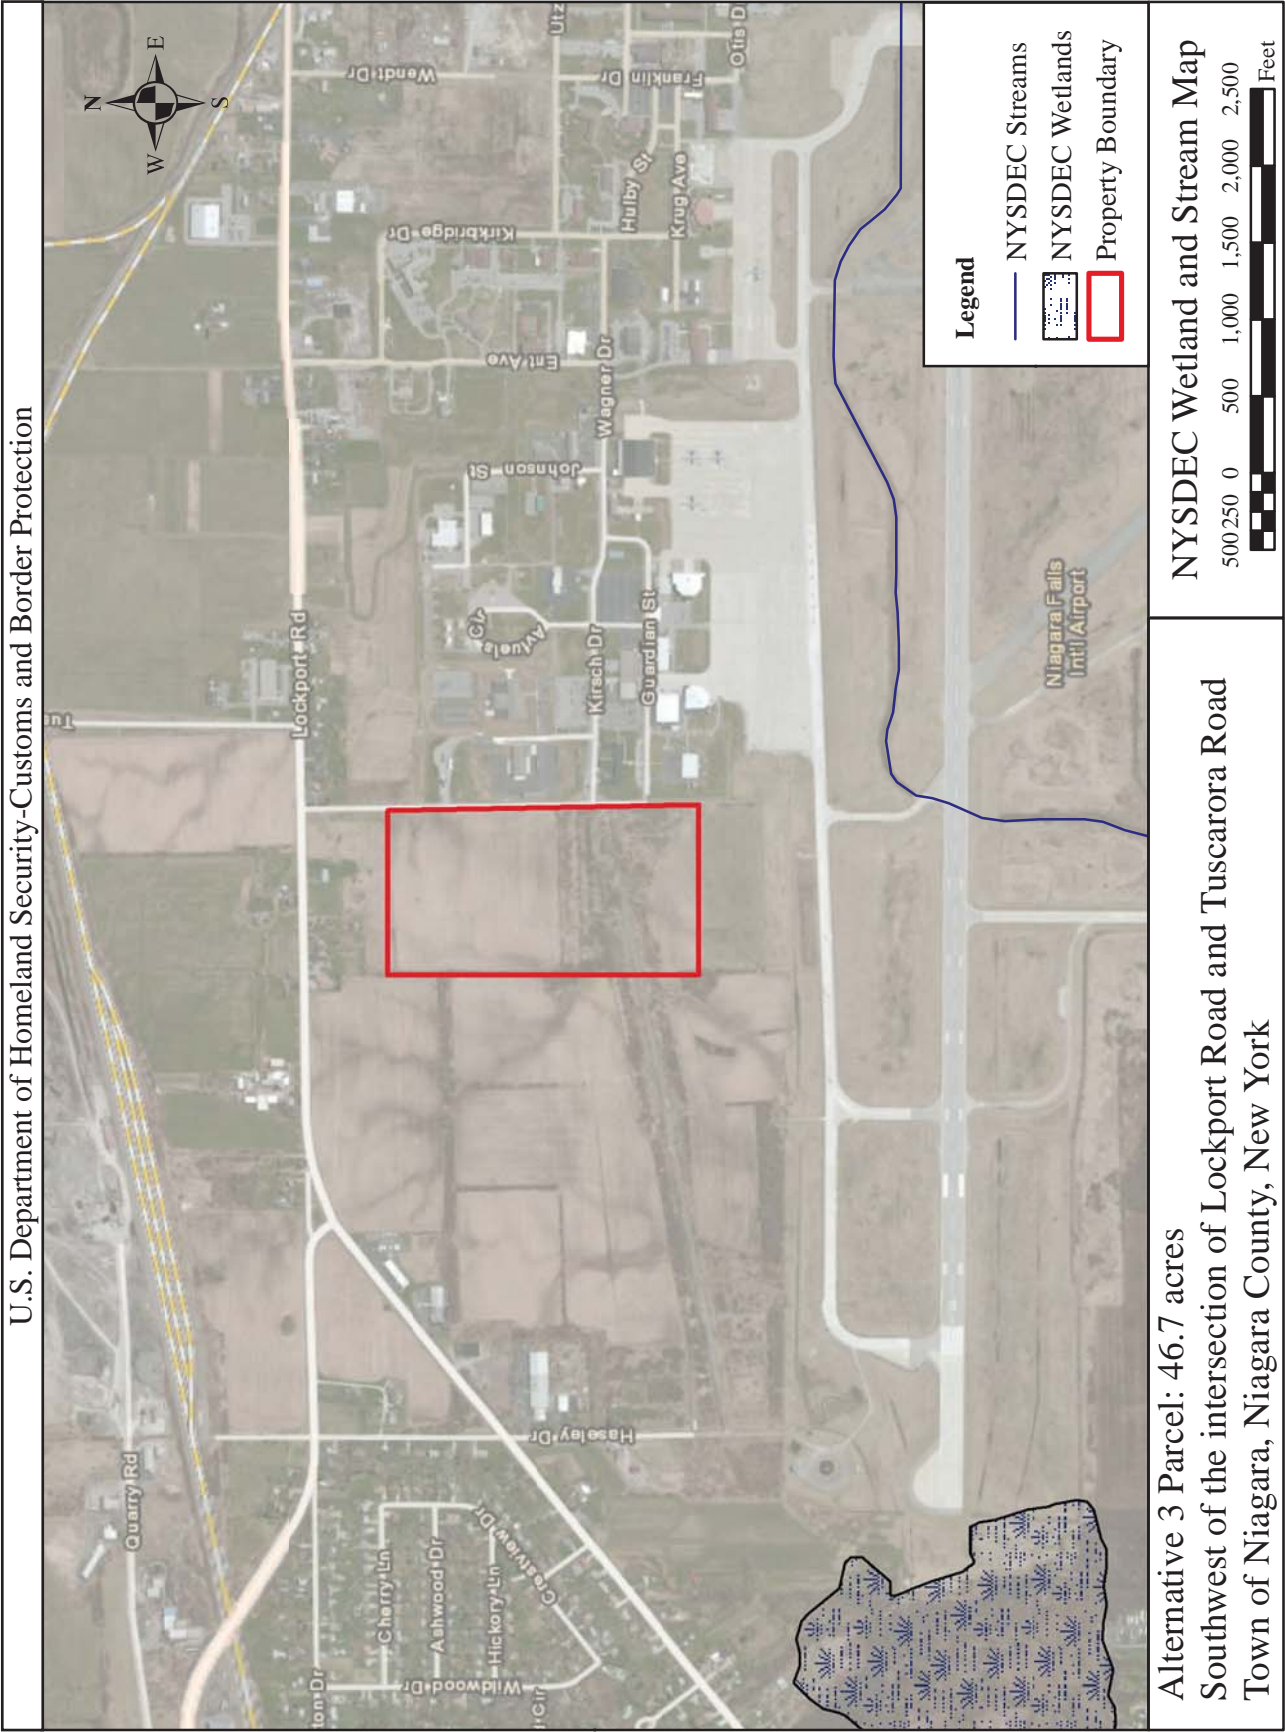 U.S. Department of Homeland Security-Customs and Border Protection
N
W
E
S
Quarry Rd
Lockport Rd
Wendt Dr
Kirkbridge Dr
Ent Ave
Johnson St
Wagner Dr
Hulby St
Krug Ave
Franklin Dr
Otis D
Utz
Avuels Cir
Kirsch Dr
Guardian St
Haseley Dr
Cherry Ln
Ashwood Dr
Hickory Ln
Crestview Dr
Wildwood Dr
ton Dr
Cir
Tu
Niagara Falls
Int'l Airport
Legend
NYSDEC Streams
NYSDEC Wetlands
Property Boundary
Alternative 3 Parcel: 46.7 acres
Southwest of the intersection of Lockport Road and Tuscarora Road
Town of Niagara, Niagara County, New York
NYSDEC Wetland and Stream Map
500 250 0 500 1,000 1,500 2,000 2,500
Feet